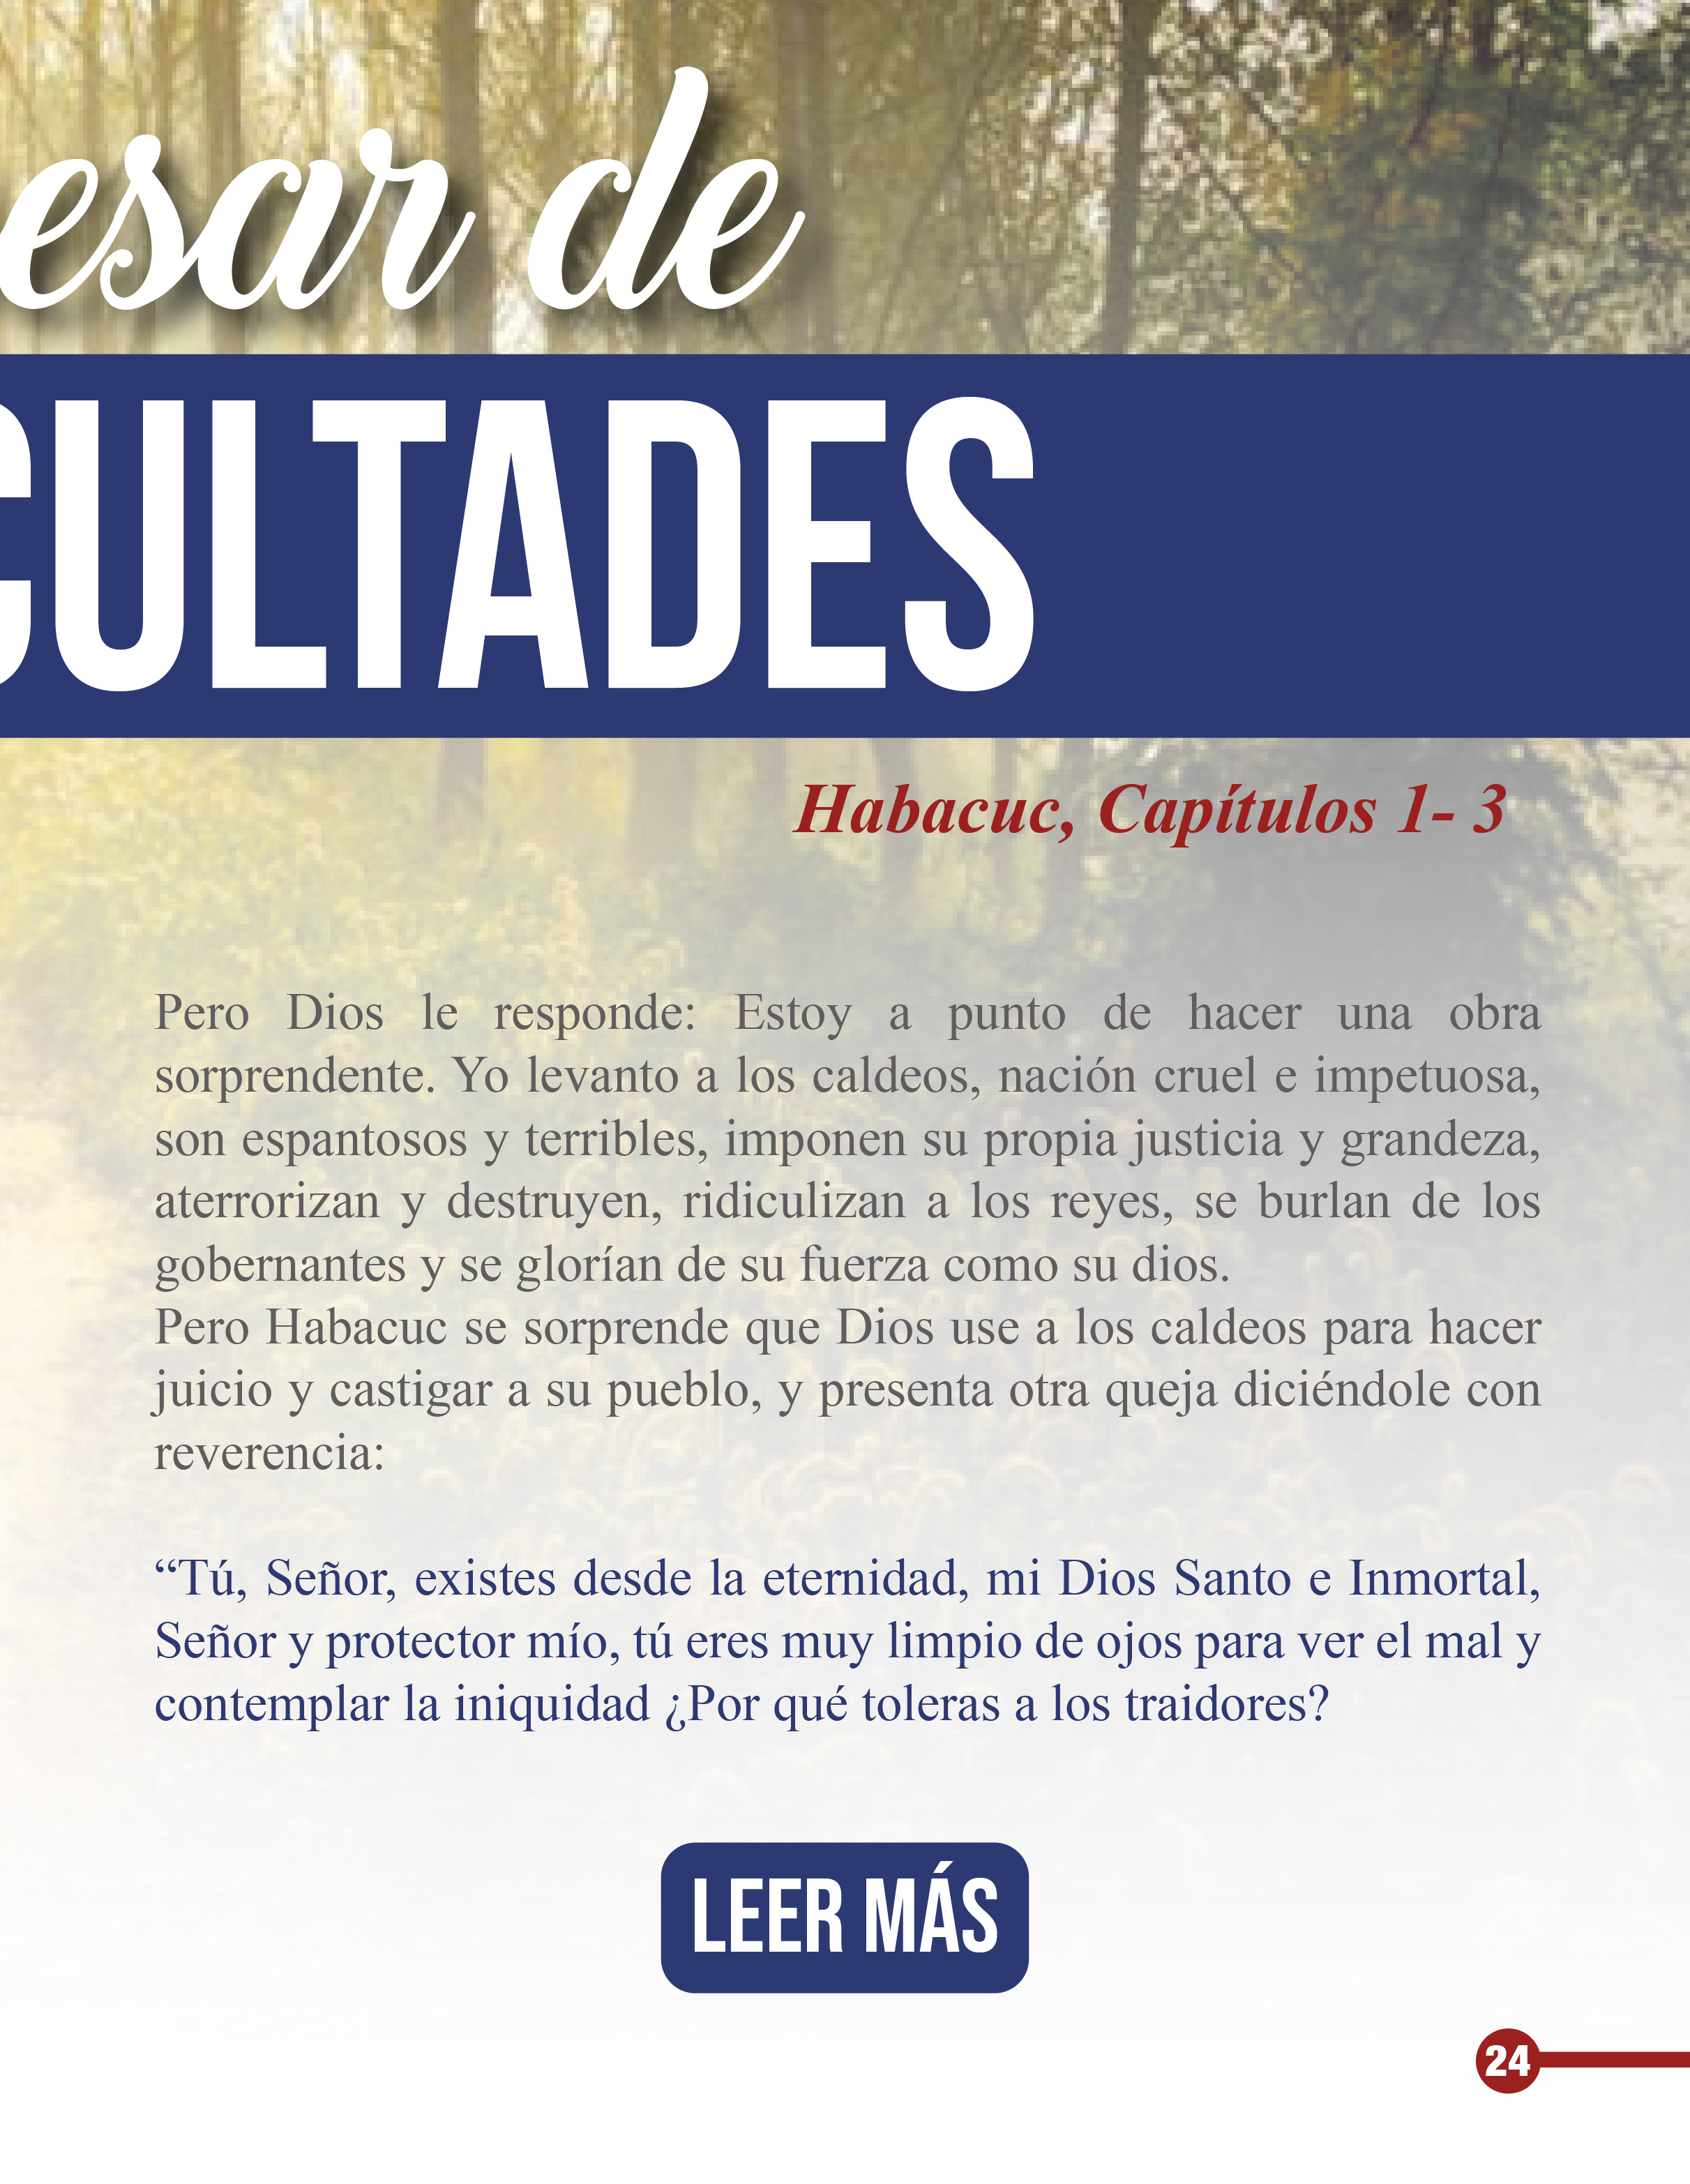 esar de
CULTADES
Habacuc, Capítulos 1- 3
Pero Dios le responde: Estoy a punto de hacer una obra
sorprendente. Yo levanto a los caldeos, nación cruel e impetuosa,
son espantosos y terribles, imponen su propia justicia y grandeza,
aterrorizan y destruyen, ridiculizan a los reyes, se burlan de los
gobernantes y se glorían de su fuerza como su dios.
Pero Habacuc se sorprende que Dios use a los caldeos para hacer
juicio y castigar a su pueblo, y presenta otra queja diciéndole con
reverencia:
“Tú, Señor, existes desde la eternidad, mi Dios Santo e Inmortal,
Señor y protector mío, tú eres muy limpio de ojos para ver el mal y
contemplar la iniquidad ¿Por qué toleras a los traidores?
LEER MÁS
24